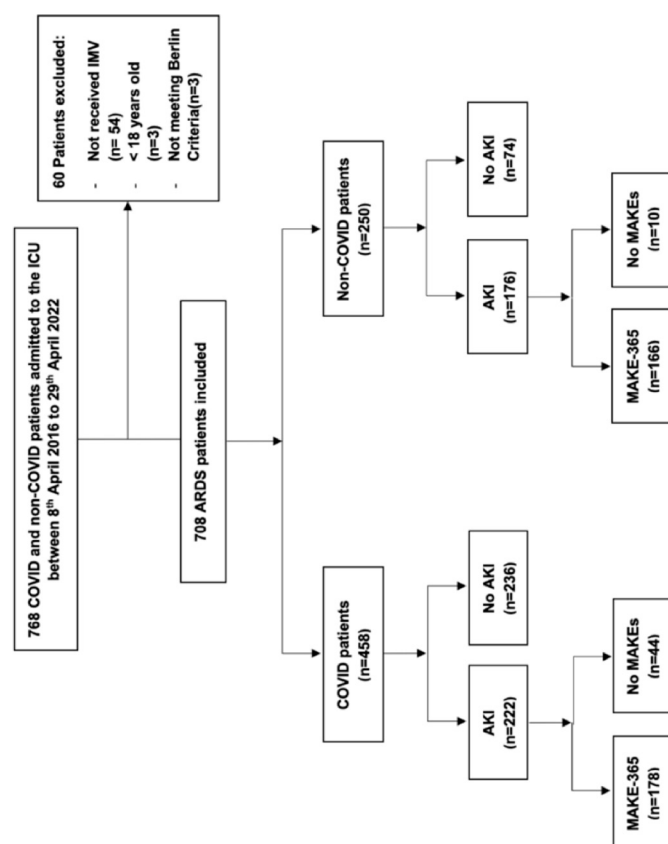 768 COVID and non-COVID patients admitted to the ICU
between 8th April 2016 to 29th April 2022
60 Patients excluded:
- Not received IMV
(n= 54)
- < 18 years old
(n=3)
- Not meeting Berlin
Criteria(n=3)
708 ARDS patients included
COVID patients
(n=458)
Non-COVID patients
(n=250)
AKI
(n=222)
No AKI
(n=236)
AKI
(n=176)
No AKI
(n=74)
MAKE-365
(n=178)
No MAKEs
(n=44)
MAKE-365
(n=166)
No MAKEs
(n=10)